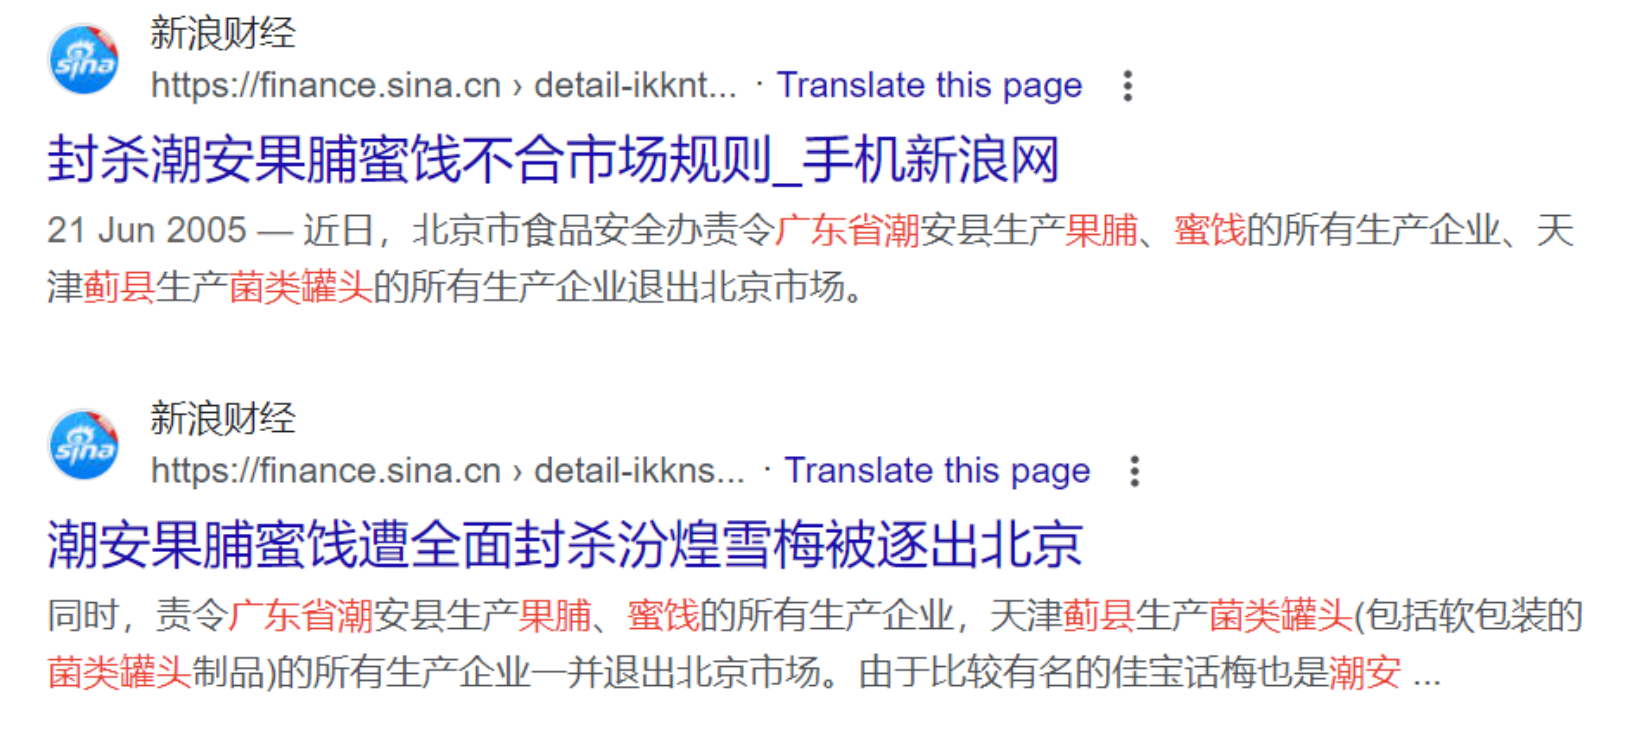 新浪财经
sina
https://finance.sina.cn › detail-ikknt... · Translate this page
封杀潮安果脯蜜饯不合市场规则_手机新浪网
21 Jun 2005 — 近日，北京市食品安全办责令广东省潮安县生产果脯、蜜饯的所有生产企业、天
津蓟县生产菌类罐头的所有生产企业退出北京市场。
新浪财经
sina
https://finance.sina.cn › detail-ikkns... · Translate this page
潮安果脯蜜饯遭全面封杀汾煌雪梅被逐出北京
同时，责令广东省潮安县生产果脯、蜜饯的所有生产企业，天津蓟县生产菌类罐头(包括软包装的
菌类罐头制品)的所有生产企业一并退出北京市场。由于比较有名的佳宝话梅也是潮安 ...